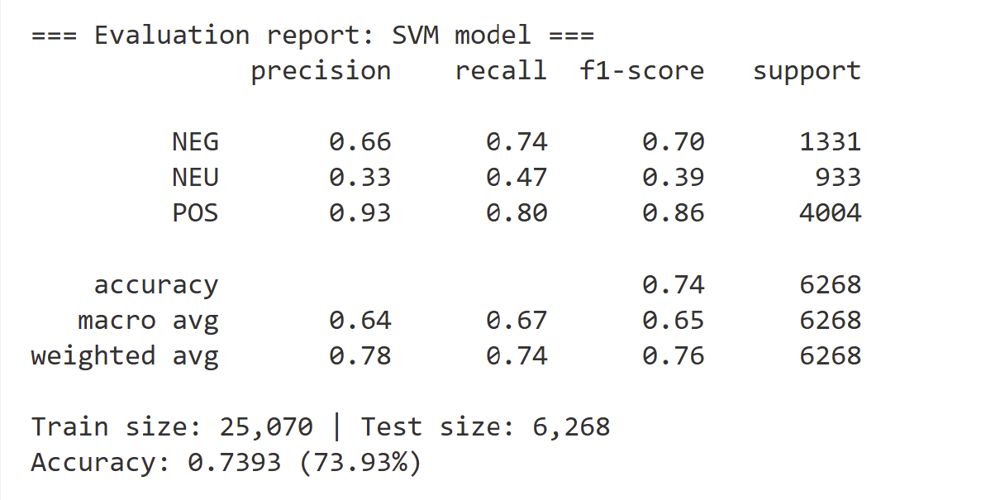 === Evaluation report: SVM model ===
              precision    recall  f1-score   support

         NEG       0.66      0.74      0.70      1331
         NEU       0.33      0.47      0.39       933
         POS       0.93      0.80      0.86      4004

    accuracy                           0.74      6268
   macro avg       0.64      0.67      0.65      6268
weighted avg       0.78      0.74      0.76      6268

Train size: 25,070 | Test size: 6,268
Accuracy: 0.7393 (73.93%)